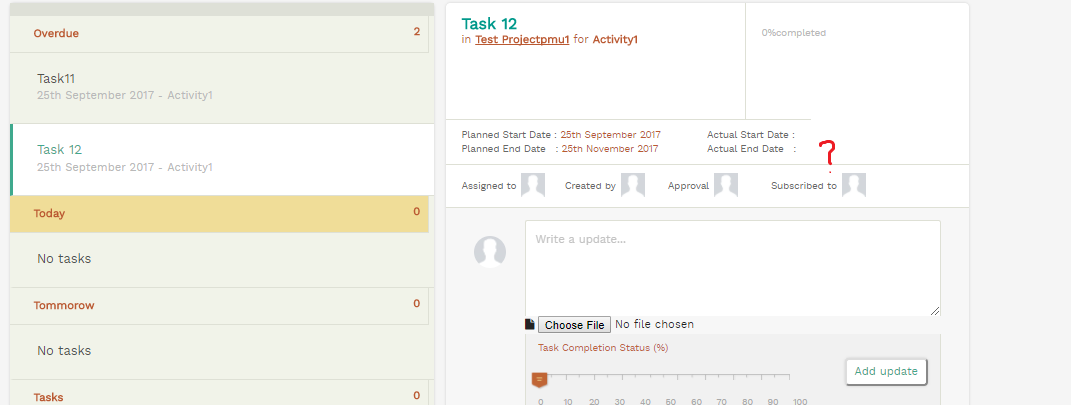 Overdue 2
Task11
25th September 2017 - Activity1
Task 12
25th September 2017 - Activity1
Today 0
No tasks
Tommorow 0
No tasks
Tasks 0
Task 12
in Test Projectpmu1 for Activity1
0%completed
Planned Start Date : 25th September 2017 Actual Start Date :
Planned End Date : 25th November 2017 Actual End Date :
?
Assigned to Created by Approval Subscribed to
Write a update...
Choose File No file chosen
Task Completion Status (%)
Add update
0 10 20 30 40 50 60 70 80 90 100